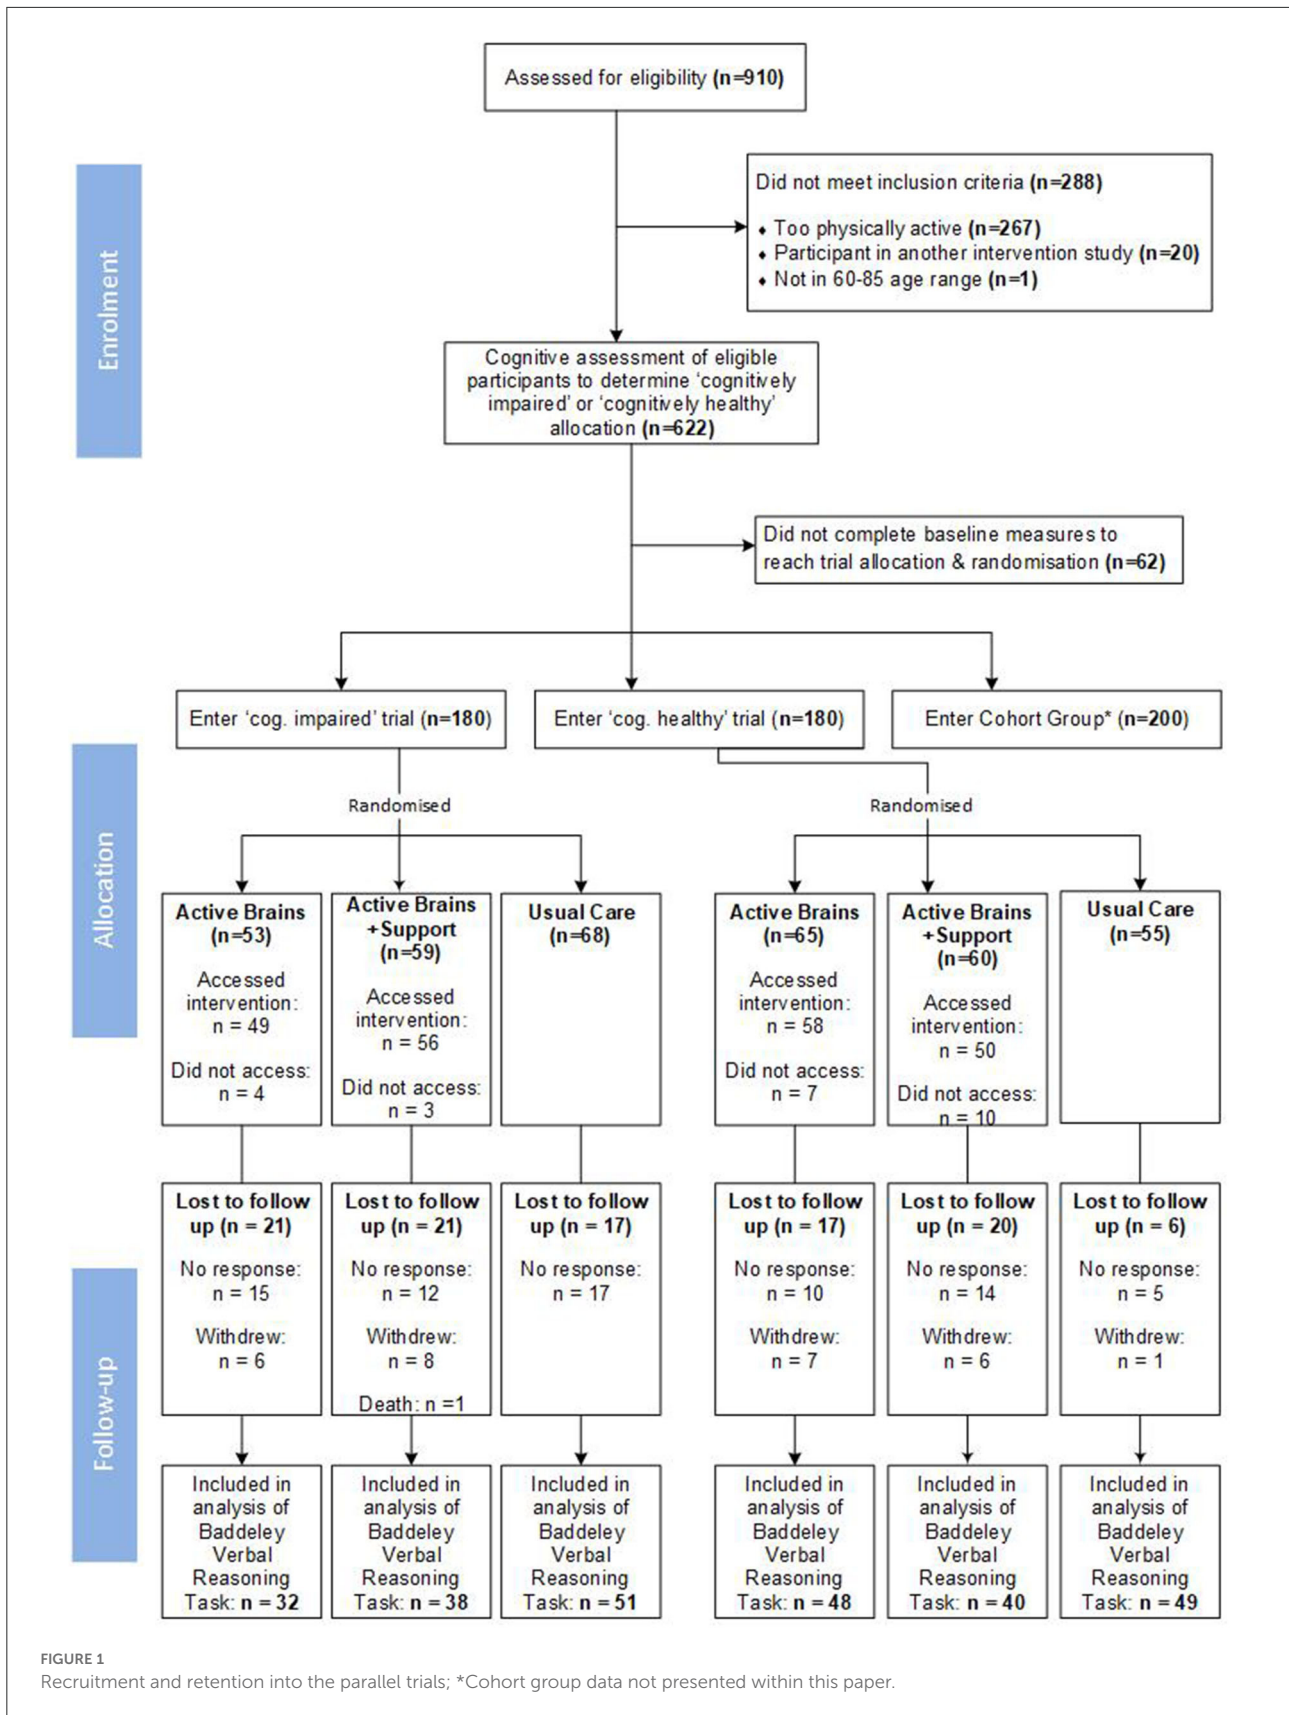 Assessed for eligibility (n=910)
Enrolment
Did not meet inclusion criteria (n=288)
♦ Too physically active (n=267)
♦ Participant in another intervention study (n=20)
♦ Not in 60-85 age range (n=1)
Cognitive assessment of eligible
participants to determine ‘cognitively
impaired’ or ‘cognitively healthy’
allocation (n=622)
Did not complete baseline measures to
reach trial allocation & randomisation (n=62)
Enter ‘cog. impaired’ trial (n=180)
Enter ‘cog. healthy’ trial (n=180)
Enter Cohort Group* (n=200)
Allocation
Randomised
Randomised
Active Brains
(n=53)
Accessed
intervention:
n = 49
Did not access:
n = 4
Active Brains
+Support
(n=59)
Accessed
intervention:
n = 56
Did not access:
n = 3
Usual Care
(n=68)
Active Brains
(n=65)
Accessed
intervention:
n = 58
Did not access:
n = 7
Active Brains
+Support
(n=60)
Accessed
intervention:
n = 50
Did not access:
n = 10
Usual Care
(n=55)
Follow-up
Lost to follow
up (n = 21)
No response:
n = 15
Withdrew:
n = 6
Lost to follow
up (n = 21)
No response:
n = 12
Withdrew:
n = 8
Death: n =1
Lost to follow
up (n = 17)
No response:
n = 17
Lost to follow
up (n = 17)
No response:
n = 10
Withdrew:
n = 7
Lost to follow
up (n = 20)
No response:
n = 14
Withdrew:
n = 6
Lost to follow
up (n = 6)
No response:
n = 5
Withdrew:
n = 1
Included in
analysis of
Baddeley
Verbal
Reasoning
Task: n = 32
Included in
analysis of
Baddeley
Verbal
Reasoning
Task: n = 38
Included in
analysis of
Baddeley
Verbal
Reasoning
Task: n = 51
Included in
analysis of
Baddeley
Verbal
Reasoning
Task: n = 48
Included in
analysis of
Baddeley
Verbal
Reasoning
Task: n = 40
Included in
analysis of
Baddeley
Verbal
Reasoning
Task: n = 49
FIGURE 1
Recruitment and retention into the parallel trials; *Cohort group data not presented within this paper.